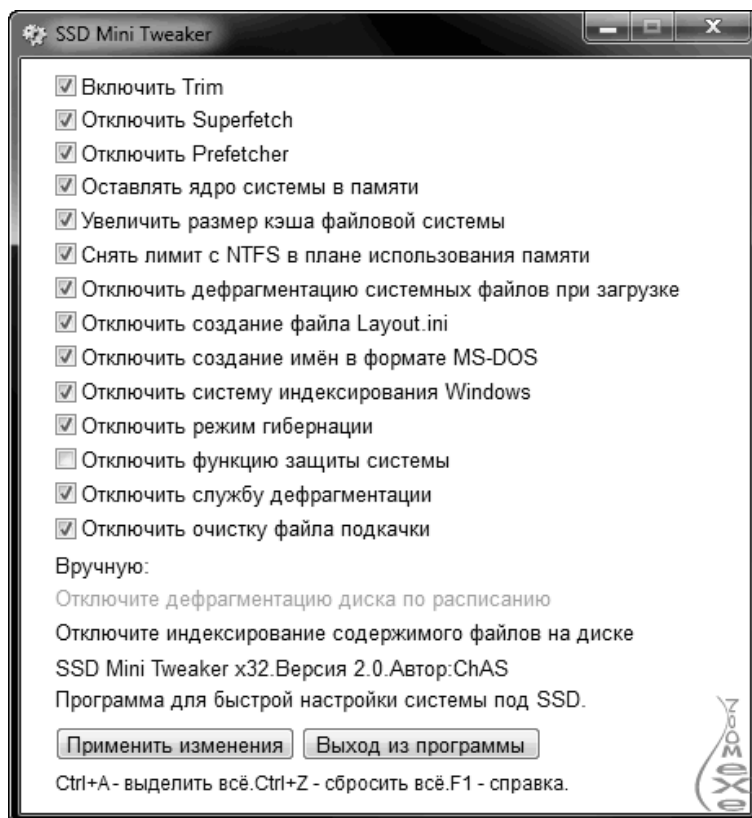 SSD Mini Tweaker
Включить Trim
Отключить Superfetch
Отключить Prefetcher
Оставлять ядро системы в памяти
Увеличить размер кэша файловой системы
Снять лимит с NTFS в плане использования памяти
Отключить дефрагментацию системных файлов при загрузке
Отключить создание файла Layout.ini
Отключить создание имён в формате MS-DOS
Отключить систему индексирования Windows
Отключить режим гибернации
Отключить функцию защиты системы
Отключить службу дефрагментации
Отключить очистку файла подкачки
Вручную:
Отключите дефрагментацию диска по расписанию
Отключите индексирование содержимого файлов на диске
SSD Mini Tweaker x32.Версия 2.0.Автор:ChAS
Программа для быстрой настройки системы под SSD.
Применить изменения Выход из программы
Ctrl+A - выделить всё.Ctrl+Z - сбросить всё.F1 - справка.
ZOOMEXE